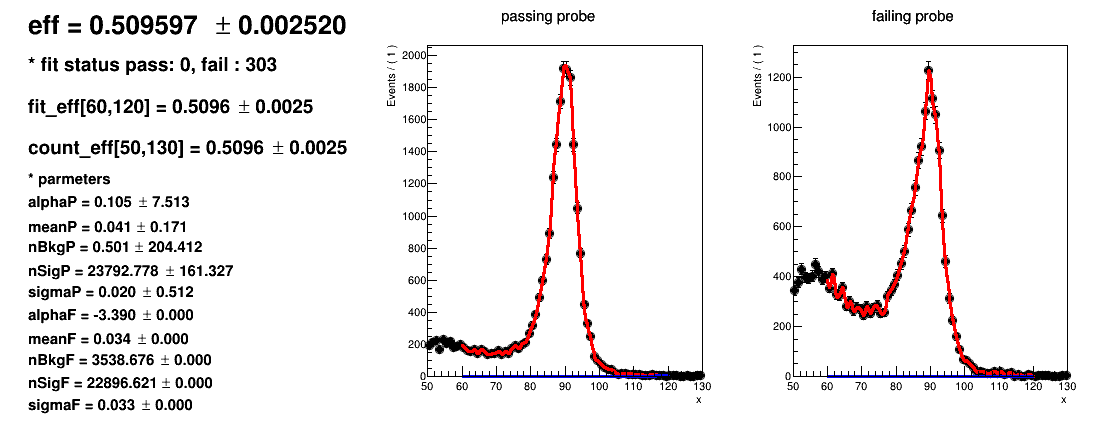 eff = 0.509597 ± 0.002520
* fit status pass: 0, fail : 303
fit_eff[60,120] = 0.5096 ± 0.0025
count_eff[50,130] = 0.5096 ± 0.0025
* parmeters
alphaP = 0.105 ± 7.513
meanP = 0.041 ± 0.171
nBkgP = 0.501 ± 204.412
nSigP = 23792.778 ± 161.327
sigmaP = 0.020 ± 0.512
alphaF = -3.390 ± 0.000
meanF = 0.034 ± 0.000
nBkgF = 3538.676 ± 0.000
nSigF = 22896.621 ± 0.000
sigmaF = 0.033 ± 0.000
passing probe
Events / ( 1 )
2000
1800
1600
1400
1200
1000
800
600
400
200
0
50 60 70 80 90 100 110 120 130
x
failing probe
Events / ( 1 )
1200
1000
800
600
400
200
0
50 60 70 80 90 100 110 120 130
x